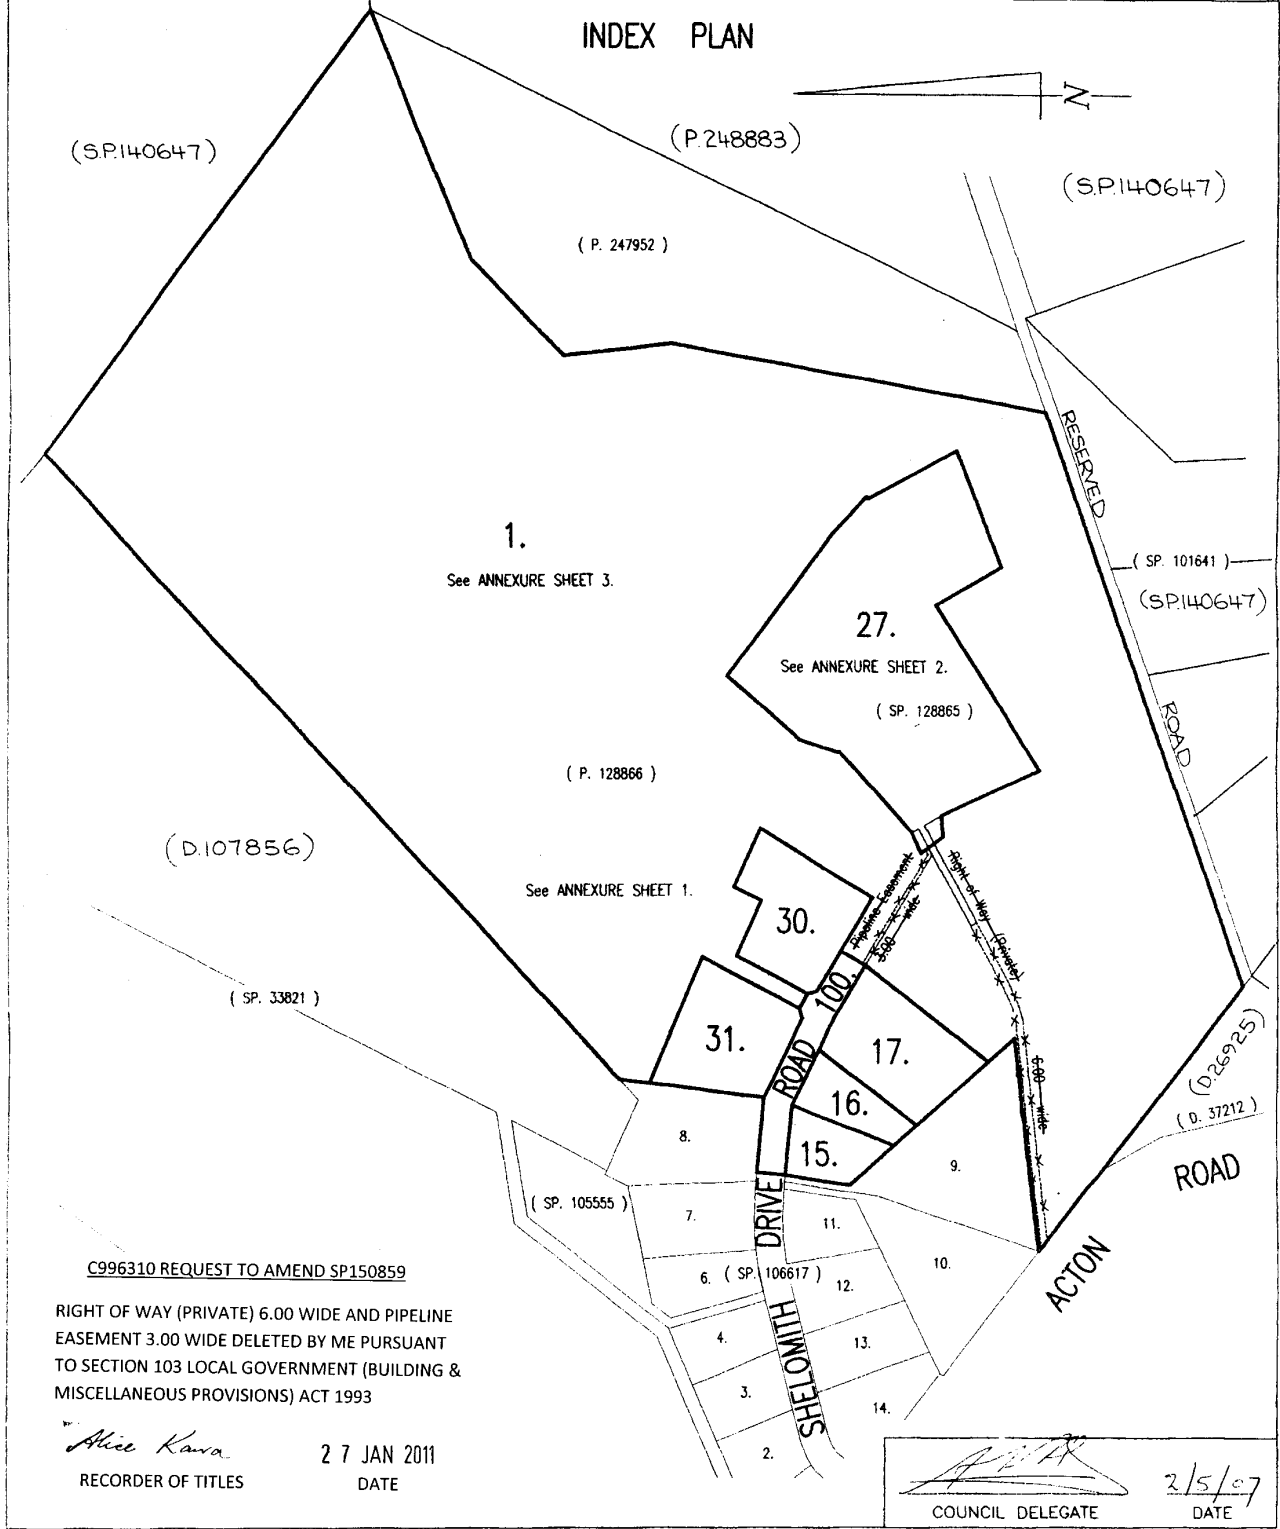 INDEX PLAN
N
(S.P.140647)
(P.248883)
(S.P.140647)
( P. 247952 )
RESERVED
1.
See ANNEXURE SHEET 3.
( SP. 101641 )
(S.P.140647)
27.
See ANNEXURE SHEET 2.
( SP. 128865 )
ROAD
( P. 128866 )
(D.107856)
See ANNEXURE SHEET 1.
Pipeline Easement
3.00 wide
Right of Way (Private)
6.00 wide
30.
ROAD 100.
( SP. 33821 )
31.
17.
16.
15.
(D.26925)
( D. 37212 )
8.
9.
ROAD
( SP. 105555 )
7.
DRIVE
11.
6.
( SP. 106617 )
12.
10.
ACTON
4.
SHELOMITH
13.
3.
14.
2.
C996310 REQUEST TO AMEND SP150859
RIGHT OF WAY (PRIVATE) 6.00 WIDE AND PIPELINE
EASEMENT 3.00 WIDE DELETED BY ME PURSUANT
TO SECTION 103 LOCAL GOVERNMENT (BUILDING &
MISCELLANEOUS PROVISIONS) ACT 1993
Alice Kawa
27 JAN 2011
RECORDER OF TITLES
DATE
2/5/07
COUNCIL DELEGATE
DATE